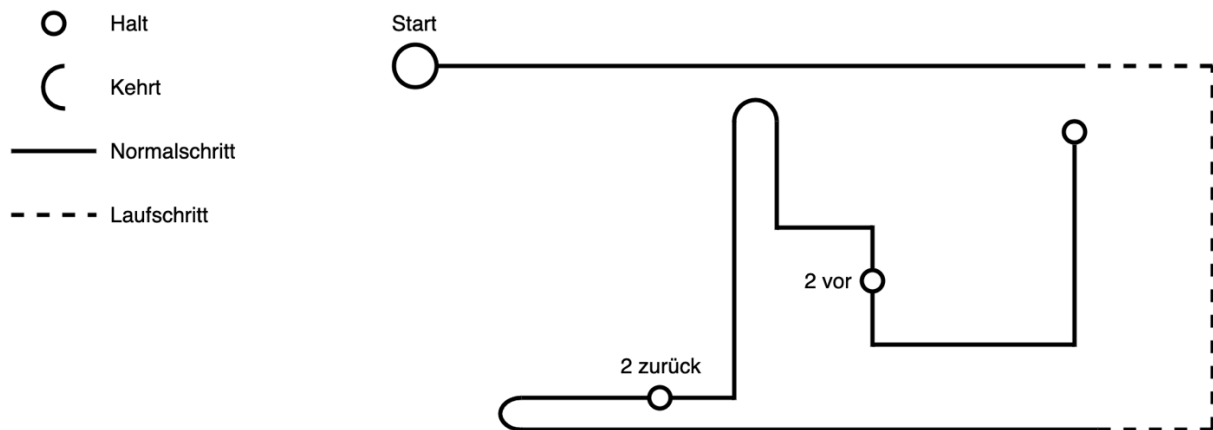 Halt
Start
Kehrt
Normalschritt
Laufschritt
2 vor
2 zurück